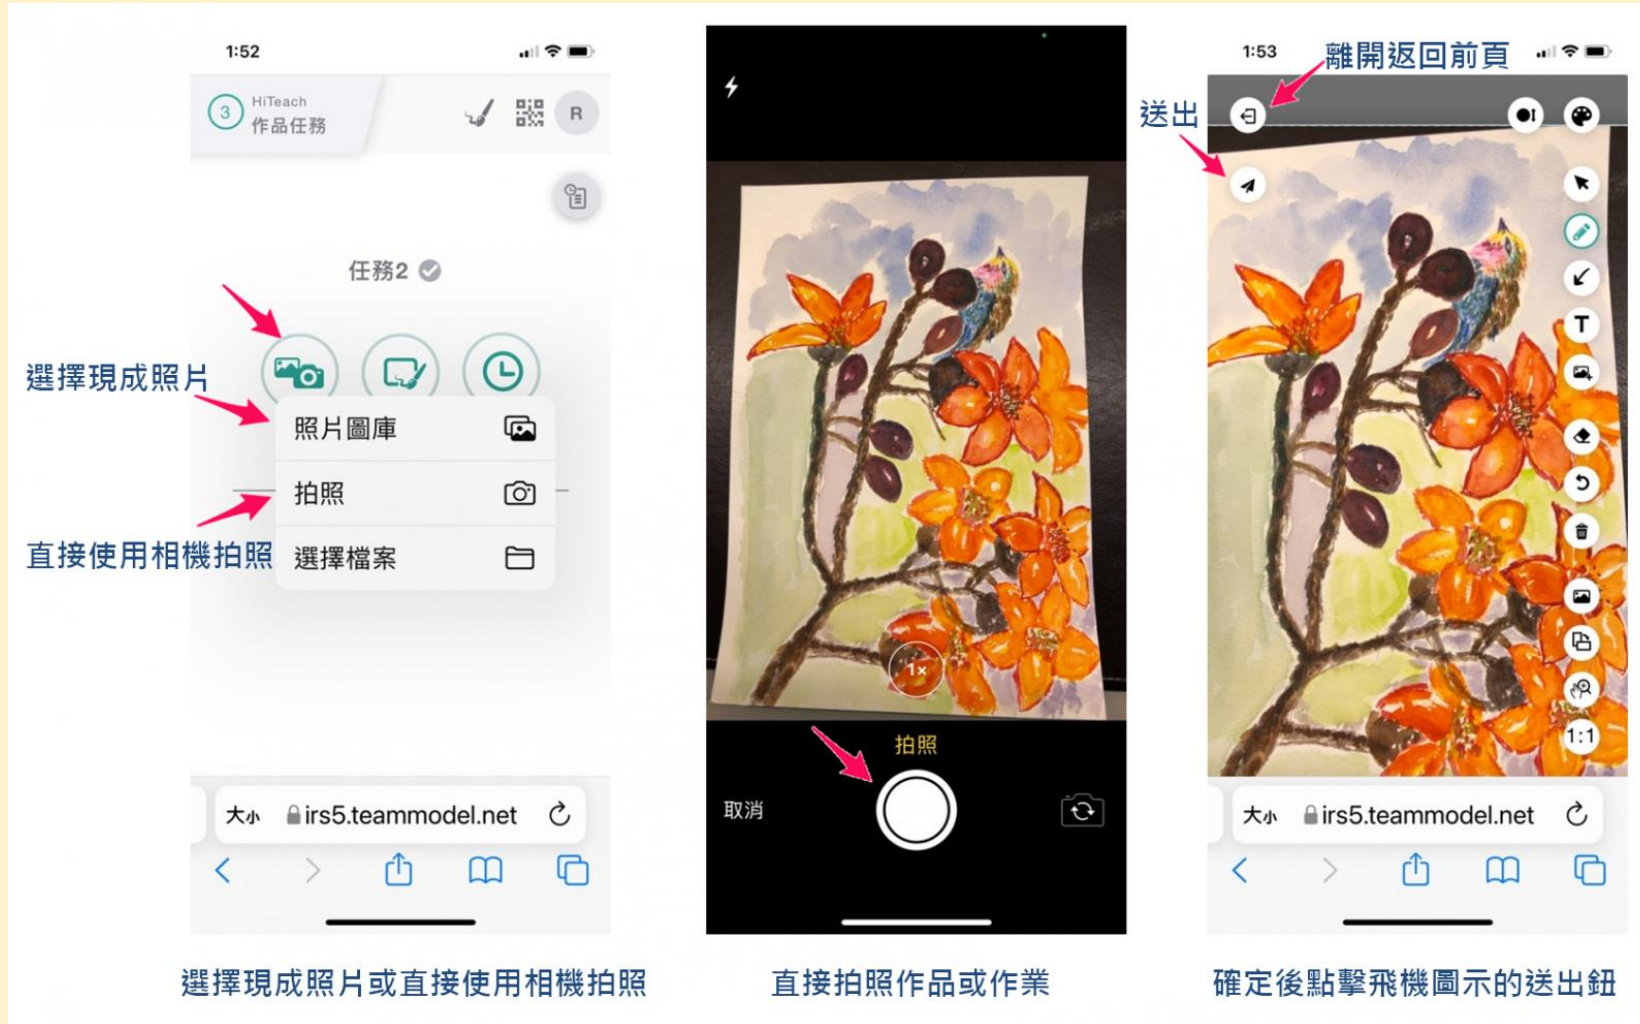 1:52
3
HiTeach
作品任務
R
任務2
選擇現成照片
照片圖庫
拍照
直接使用相機拍照
選擇檔案
大小
irs5.teammodel.net
選擇現成照片或直接使用相機拍照
1x
拍照
取消
直接拍照作品或作業
1:53
離開返回前頁
送出
T
1:1
大小
irs5.teammodel.net
確定後點擊飛機圖示的送出鈕